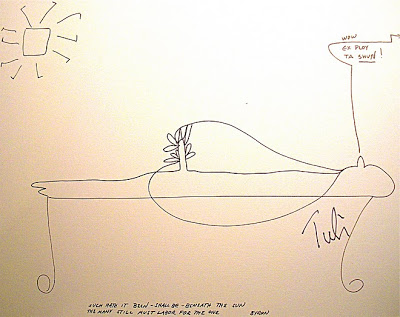 WOW
EX PLOY
TA SHUN!
Tuli
SUCH HATH IT BEEN - SHALL BE - BENEATH THE SUN
THE MANY STILL MUST LABOR FOR THE ONE BYRON